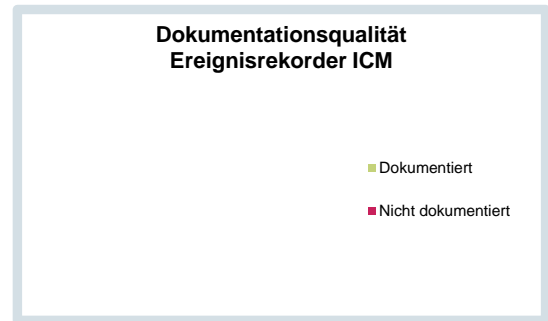 Dokumentationsqualität
Ereignisrekorder ICM
Dokumentiert
Nicht dokumentiert